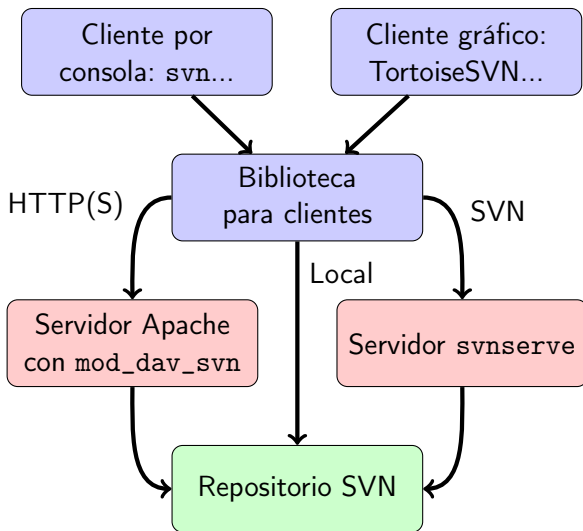 Cliente por
consola: svn...
Cliente gráfico:
TortoiseSVN...
Biblioteca
para clientes
HTTP(S)
SVN
Local
Servidor Apache
con mod_dav_svn
Servidor svnserve
Repositorio SVN